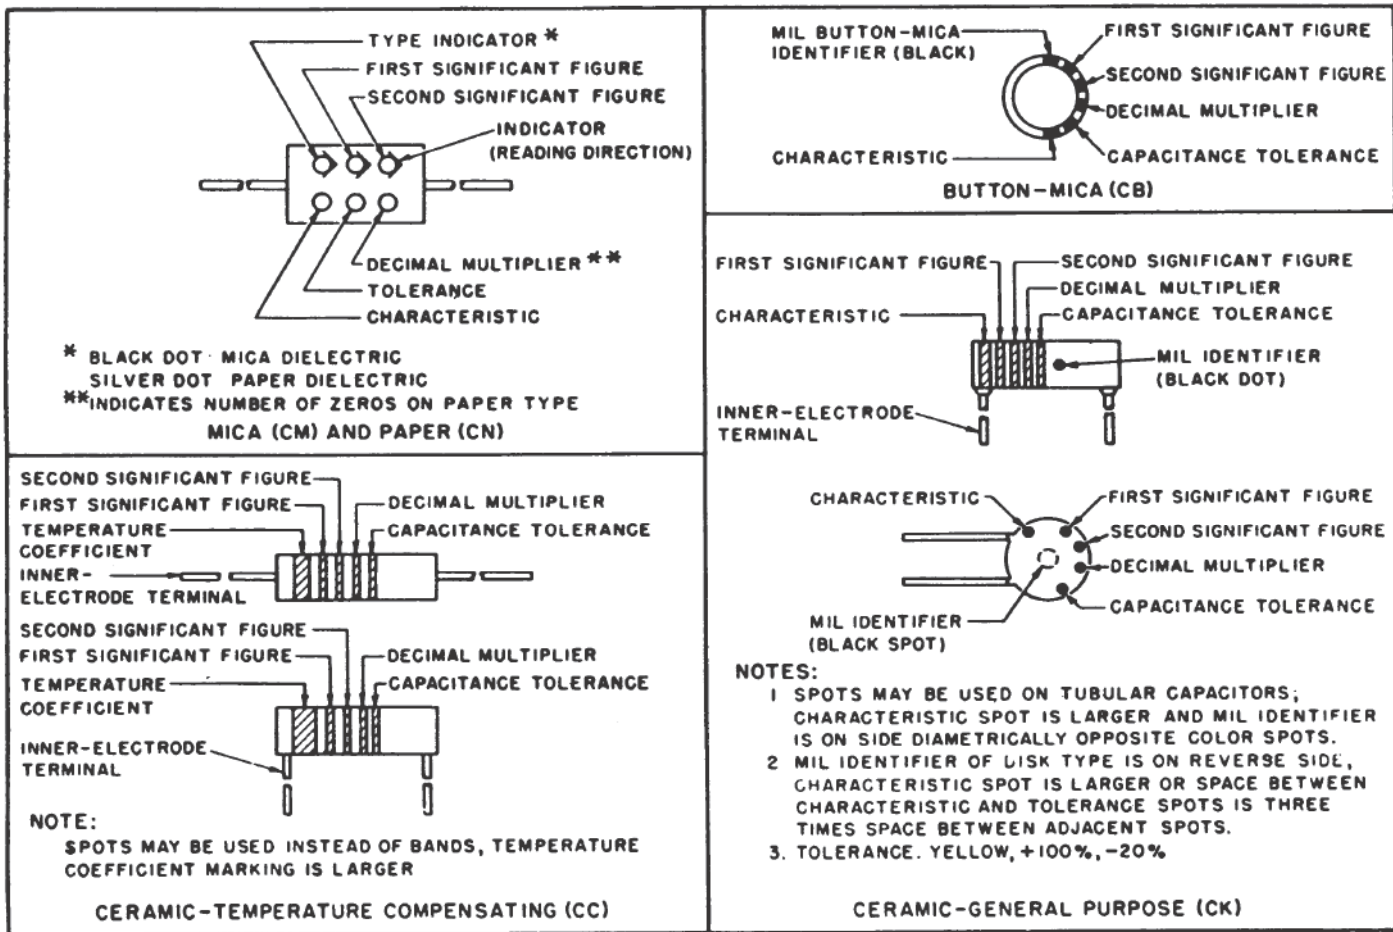 TYPE INDICATOR *
FIRST SIGNIFICANT FIGURE
SECOND SIGNIFICANT FIGURE
INDICATOR
(READING DIRECTION)
DECIMAL MULTIPLIER **
TOLERANCE
CHARACTERISTIC
* BLACK DOT MICA DIELECTRIC
SILVER DOT PAPER DIELECTRIC
**INDICATES NUMBER OF ZEROS ON PAPER TYPE
MICA (CM) AND PAPER (CN)
MIL BUTTON-MICA
IDENTIFIER (BLACK)
FIRST SIGNIFICANT FIGURE
SECOND SIGNIFICANT FIGURE
DECIMAL MULTIPLIER
CHARACTERISTIC
CAPACITANCE TOLERANCE
BUTTON-MICA (CB)
SECOND SIGNIFICANT FIGURE
FIRST SIGNIFICANT FIGURE
DECIMAL MULTIPLIER
TEMPERATURE
COEFFICIENT
CAPACITANCE TOLERANCE
INNER-
ELECTRODE TERMINAL
SECOND SIGNIFICANT FIGURE
FIRST SIGNIFICANT FIGURE
DECIMAL MULTIPLIER
TEMPERATURE
COEFFICIENT
CAPACITANCE TOLERANCE
INNER-ELECTRODE
TERMINAL
NOTE:
SPOTS MAY BE USED INSTEAD OF BANDS, TEMPERATURE
COEFFICIENT MARKING IS LARGER
CERAMIC-TEMPERATURE COMPENSATING (CC)
FIRST SIGNIFICANT FIGURE
SECOND SIGNIFICANT FIGURE
DECIMAL MULTIPLIER
CHARACTERISTIC
CAPACITANCE TOLERANCE
MIL IDENTIFIER
(BLACK DOT)
INNER-ELECTRODE
TERMINAL
CHARACTERISTIC
FIRST SIGNIFICANT FIGURE
SECOND SIGNIFICANT FIGURE
DECIMAL MULTIPLIER
CAPACITANCE TOLERANCE
MIL IDENTIFIER
(BLACK SPOT)
NOTES:
1 SPOTS MAY BE USED ON TUBULAR CAPACITORS;
CHARACTERISTIC SPOT IS LARGER AND MIL IDENTIFIER
IS ON SIDE DIAMETRICALLY OPPOSITE COLOR SPOTS.
2 MIL IDENTIFIER OF DISK TYPE IS ON REVERSE SIDE,
CHARACTERISTIC SPOT IS LARGER OR SPACE BETWEEN
CHARACTERISTIC AND TOLERANCE SPOTS IS THREE
TIMES SPACE BETWEEN ADJACENT SPOTS.
3. TOLERANCE. YELLOW, +100%, -20%
CERAMIC-GENERAL PURPOSE (CK)